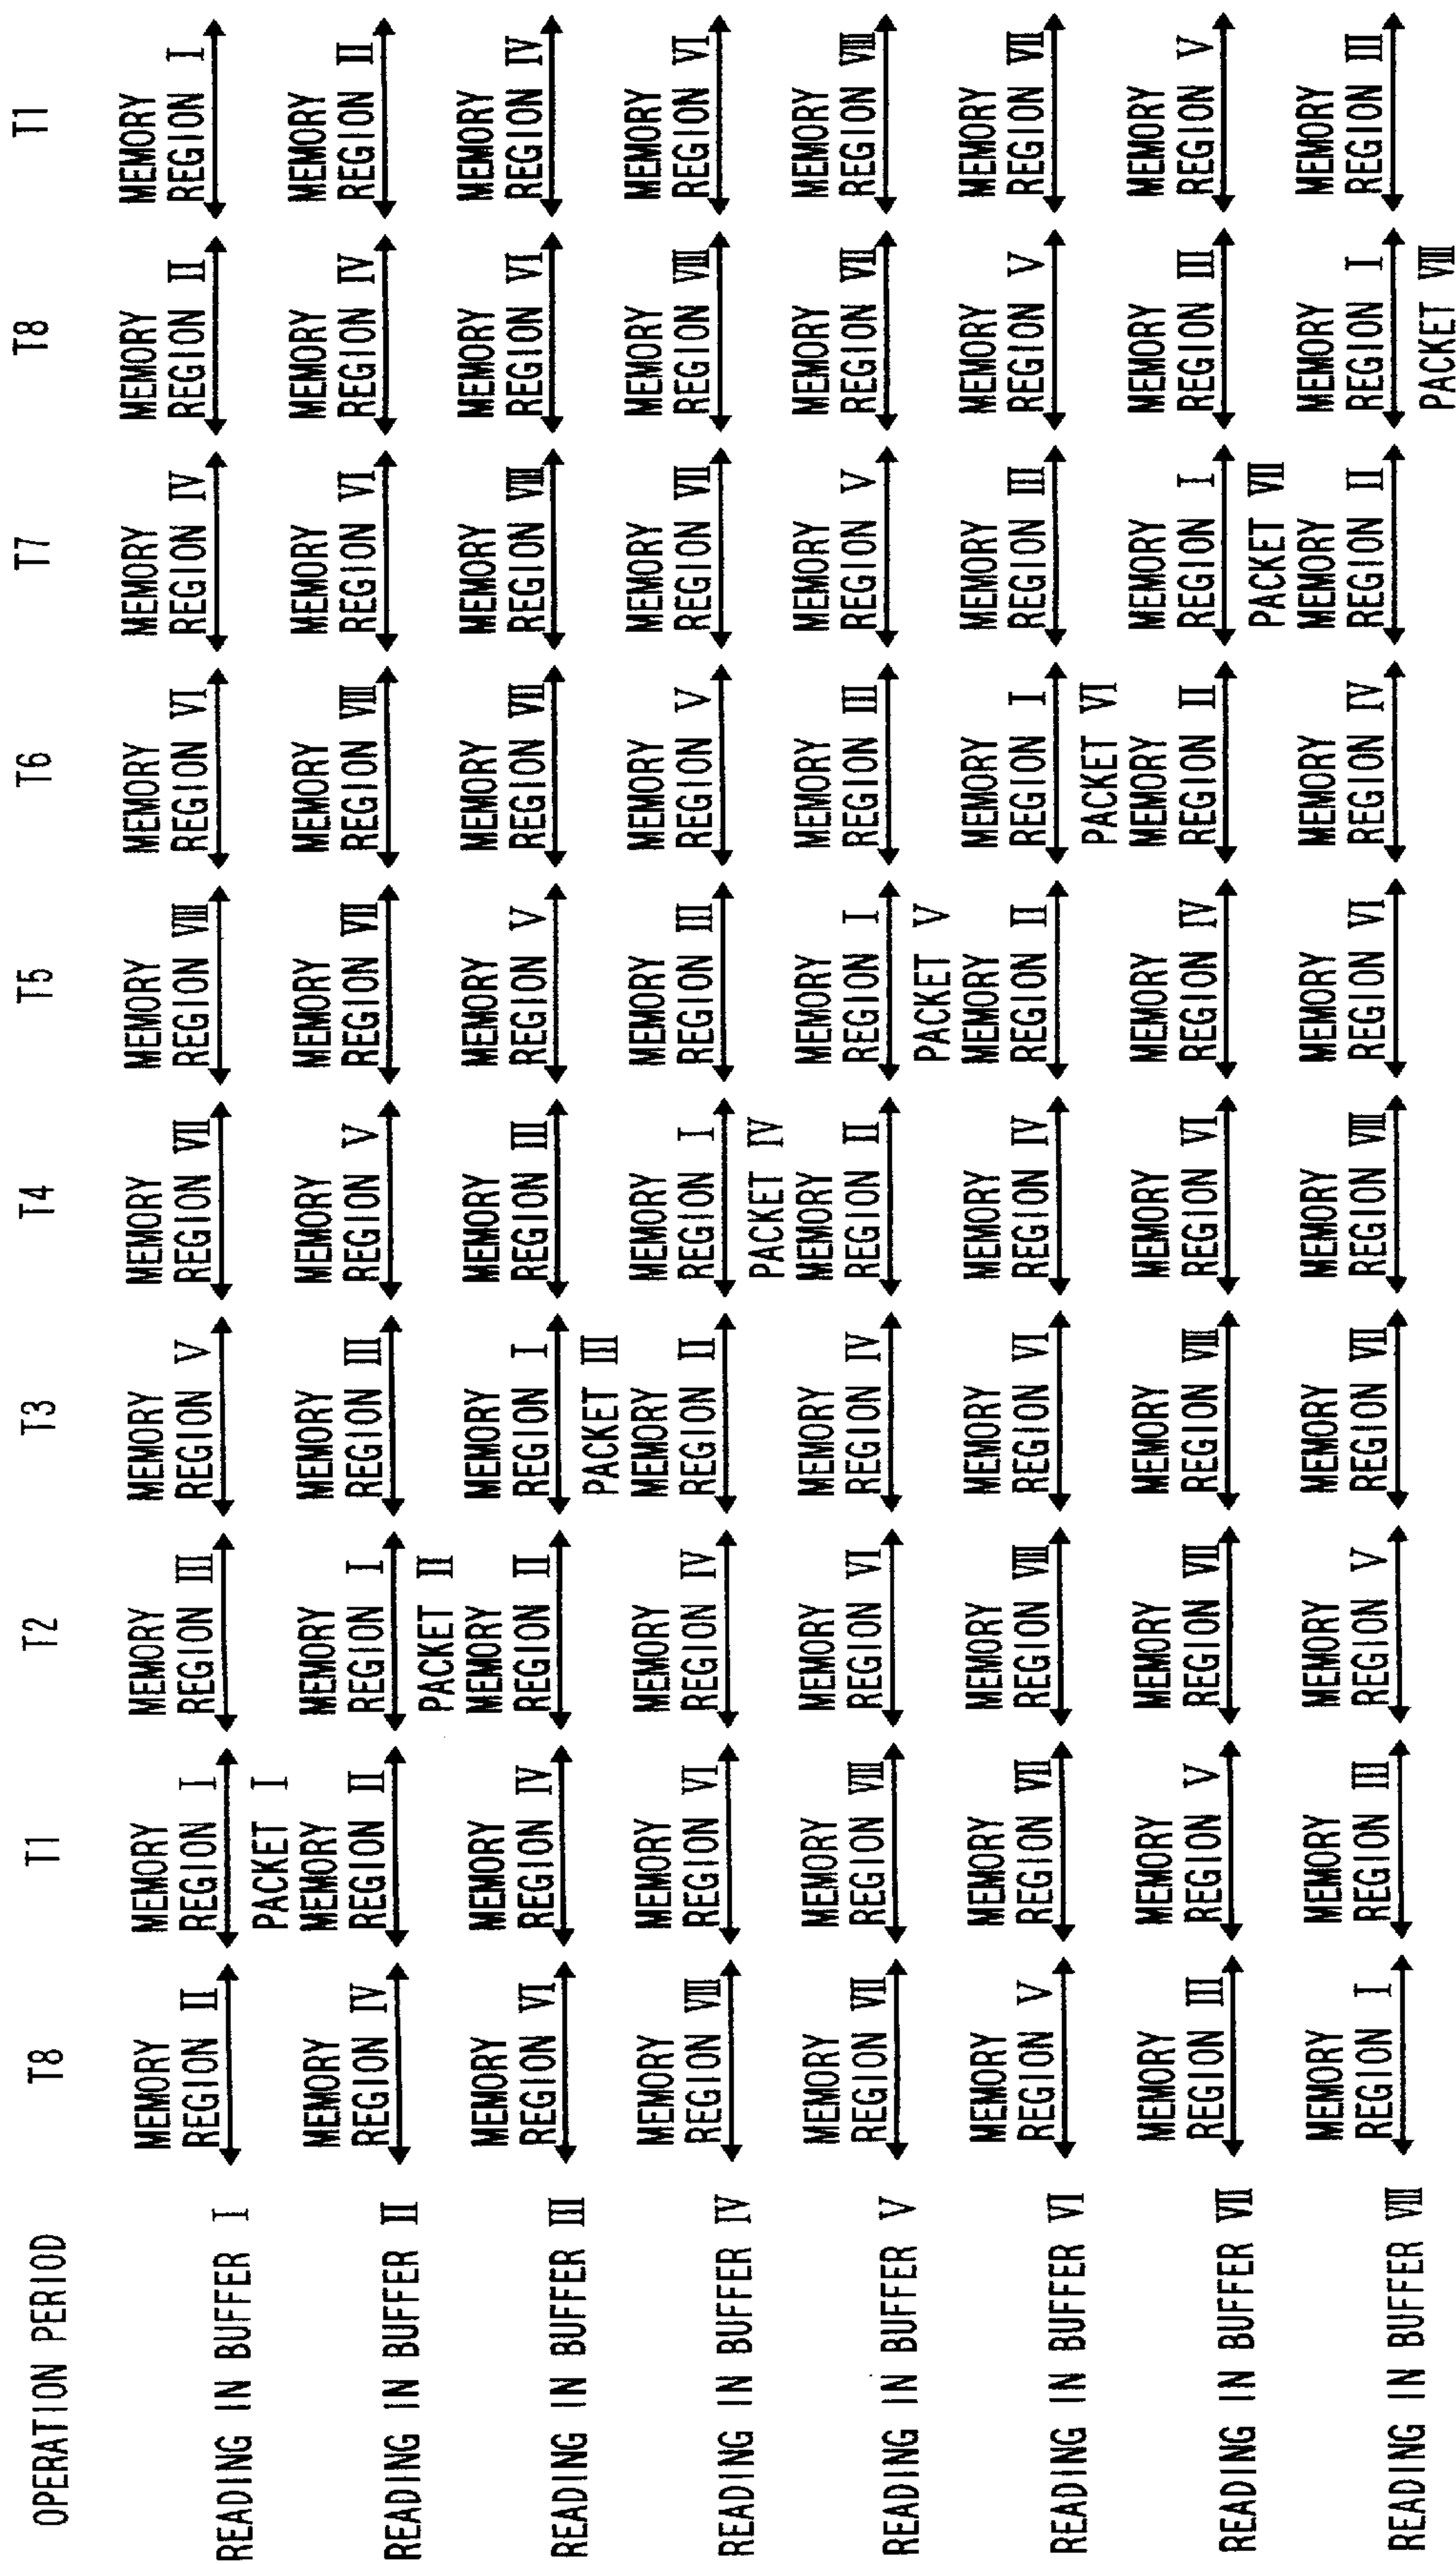 OPERATION PERIOD T8 T1 T2 T3 T4 T5 T6 T7 T8 T1
MEMORY MEMORY MEMORY MEMORY MEMORY MEMORY MEMORY MEMORY MEMORY MEMORY
REGION II REGION I REGION III REGION V REGION VII REGION VIII REGION VI REGION IV REGION II REGION I
READING IN BUFFER I
PACKET I
MEMORY MEMORY MEMORY MEMORY MEMORY MEMORY MEMORY MEMORY MEMORY MEMORY
REGION IV REGION II REGION I REGION III REGION V REGION VII REGION VIII REGION VI REGION IV REGION II
READING IN BUFFER II
PACKET II
MEMORY MEMORY MEMORY MEMORY MEMORY MEMORY MEMORY MEMORY MEMORY MEMORY
REGION VI REGION IV REGION II REGION I REGION III REGION V REGION VII REGION VIII REGION VI REGION IV
READING IN BUFFER III
PACKET III
MEMORY MEMORY MEMORY MEMORY MEMORY MEMORY MEMORY MEMORY MEMORY MEMORY
REGION VIII REGION VI REGION IV REGION II REGION I REGION III REGION V REGION VII REGION VIII REGION VI
READING IN BUFFER IV
PACKET IV
MEMORY MEMORY MEMORY MEMORY MEMORY MEMORY MEMORY MEMORY MEMORY MEMORY
REGION VII REGION VIII REGION VI REGION IV REGION II REGION I REGION III REGION V REGION VII REGION VIII
READING IN BUFFER V
PACKET V
MEMORY MEMORY MEMORY MEMORY MEMORY MEMORY MEMORY MEMORY MEMORY MEMORY
REGION V REGION VII REGION VIII REGION VI REGION IV REGION II REGION I REGION III REGION V REGION VII
READING IN BUFFER VI
PACKET VI
MEMORY MEMORY MEMORY MEMORY MEMORY MEMORY MEMORY MEMORY MEMORY MEMORY
REGION III REGION V REGION VII REGION VIII REGION VI REGION IV REGION II REGION I REGION III REGION V
READING IN BUFFER VII
PACKET VII
MEMORY MEMORY MEMORY MEMORY MEMORY MEMORY MEMORY MEMORY MEMORY MEMORY
REGION I REGION III REGION V REGION VII REGION VIII REGION VI REGION IV REGION II REGION I REGION III
READING IN BUFFER VIII
PACKET VIII